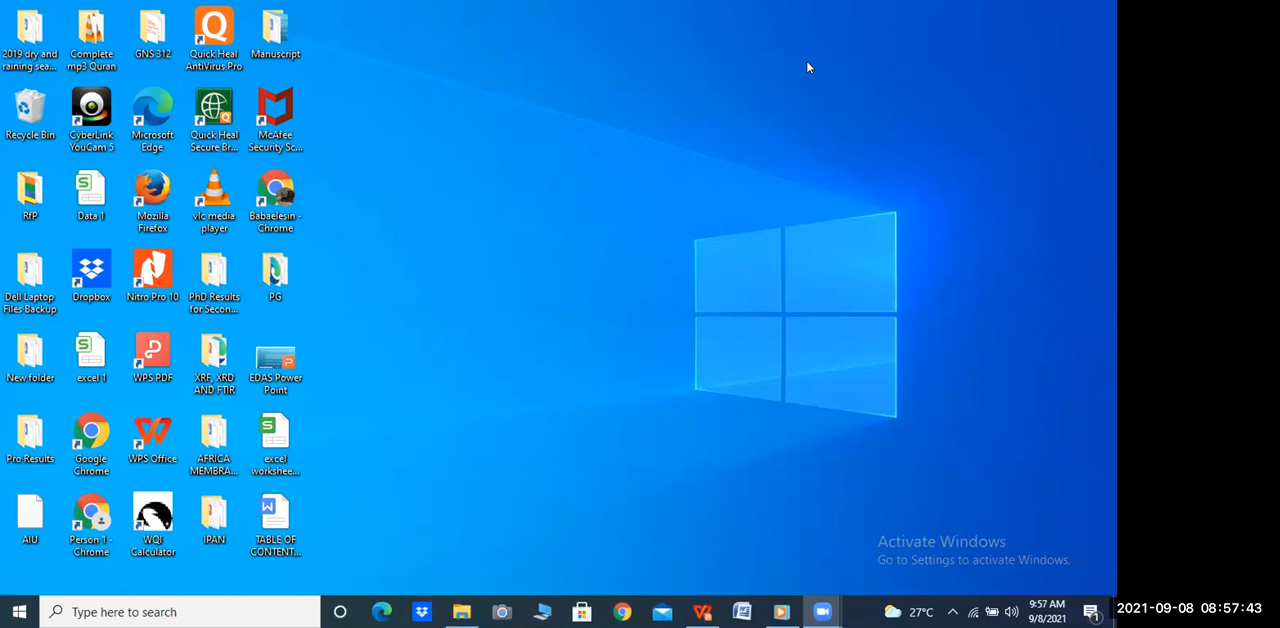 2019 dry and
raining sea...
Complete
mp3 Quran
GNS 312
Quick Heal
AntiVirus Pro
Manuscript
Recycle Bin
CyberLink
YouCam 5
Microsoft
Edge
Quick Heal
Secure Br...
McAfee
Security Sc...
RfP
Data 1
Mozilla
Firefox
vlc media
player
Babaelesin -
Chrome
Dell Laptop
Files Backup
Dropbox
Nitro Pro 10
PhD Results
for Secon...
PG
New folder
excel 1
WPS PDF
XRF, XRD
AND FTIR
EDAS Power
Point
Pro Results
Google
Chrome
WPS Office
AFRICA
MEMBRA...
excel
workshee...
AIU
Person 1 -
Chrome
WQI
Calculator
IPAN
TABLE OF
CONTENT...
Activate Windows
Go to Settings to activate Windows.
Type here to search
27°C
9:57 AM
9/8/2021
1
2021-09-08 08:57:43